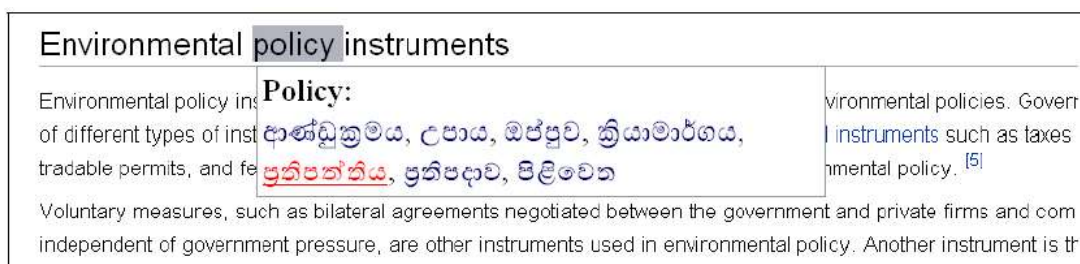 Environmental policy instruments
Policy:
ආණ්ඩුක්‍රමය, උපාය, ඔප්පුව, ක්‍රියාමාර්ගය,
ප්‍රතිපත්තිය, ප්‍රතිපදාව, පිළිවෙත
Environmental policy ins vironmental policies. Govern
of different types of inst l instruments such as taxes
tradable permits, and fe nmental policy. [5]
Voluntary measures, such as bilateral agreements negotiated between the government and private firms and com
independent of government pressure, are other instruments used in environmental policy. Another instrument is th